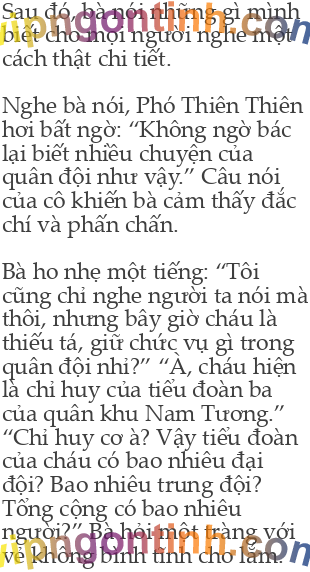 Sau đó, bà nói những gì mình
biết cho mọi người nghe một
cách thật chi tiết.
Nghe bà nói, Phó Thiên Thiên
hơi bất ngờ: “Không ngờ bác
lại biết nhiều chuyện của
quân đội như vậy.” Câu nói
của cô khiến bà cảm thấy đắc
chí và phấn chấn.
Bà ho nhẹ một tiếng: “Tôi
cũng chỉ nghe người ta nói mà
thôi, nhưng bây giờ cháu là
thiếu tá, giữ chức vụ gì trong
quân đội nhỉ?” “À, cháu hiện
là chỉ huy của tiểu đoàn ba
của quân khu Nam Tương.”
“Chỉ huy cơ à? Vậy tiểu đoàn
của cháu có bao nhiêu đại
đội? Bao nhiêu trung đội?
Tổng cộng có bao nhiêu
người?” Bà hỏi một tràng với
vẻ không bình tĩnh cho lắm.
vipngontinh.com
vipngontinh.com